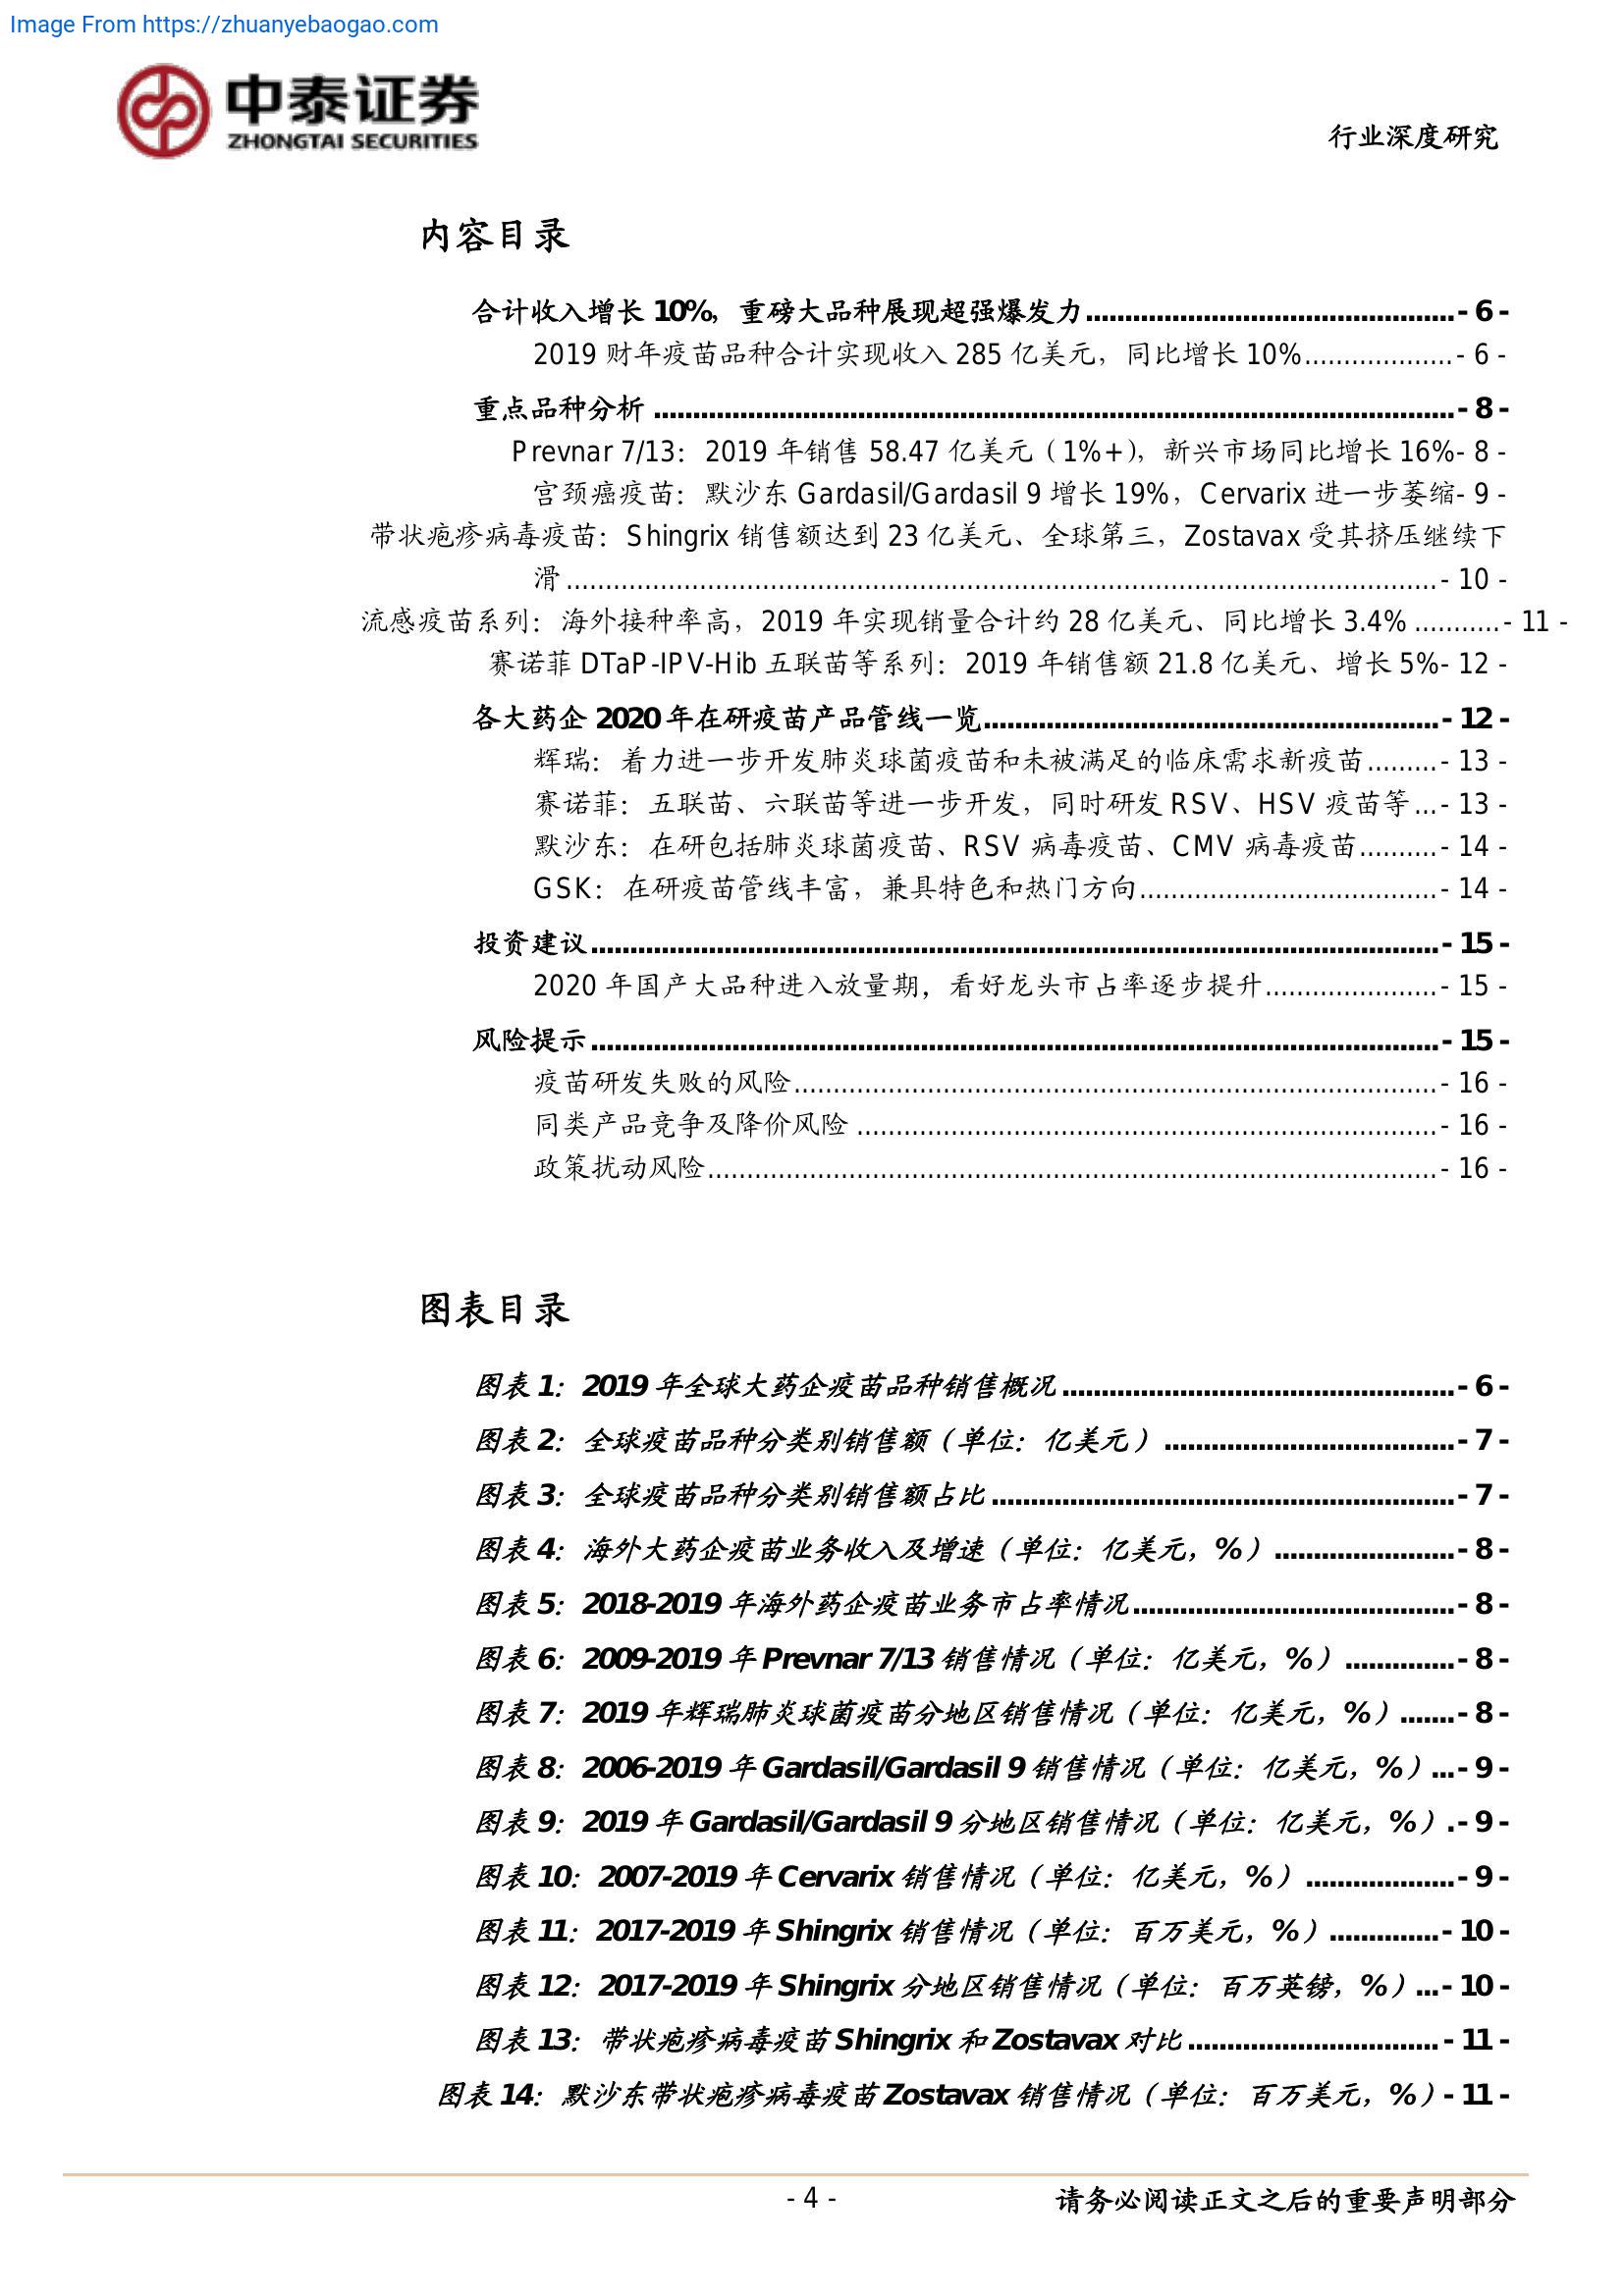 Image From https://zhuanyebaogao.com
中泰证券
ZHONGTAI SECURITIES
行业深度研究
内容目录
合计收入增长 10%，重磅大品种展现超强爆发力...............................................- 6 -
2019 财年疫苗品种合计实现收入 285 亿美元，同比增长 10%...................- 6 -
重点品种分析 ......................................................................................................- 8 -
Prevnar 7/13：2019 年销售 58.47 亿美元（1%+），新兴市场同比增长 16%- 8 -
宫颈癌疫苗：默沙东 Gardasil/Gardasil 9 增长 19%，Cervarix 进一步萎缩- 9 -
带状疱疹病毒疫苗：Shingrix 销售额达到 23 亿美元、全球第三，Zostavax 受其挤压继续下
滑...............................................................................................................- 10 -
流感疫苗系列：海外接种率高，2019 年实现销量合计约 28 亿美元、同比增长 3.4% ...........- 11 -
赛诺菲 DTaP-IPV-Hib 五联苗等系列：2019 年销售额 21.8 亿美元、增长 5%- 12 -
各大药企 2020 年在研疫苗产品管线一览..........................................................- 12 -
辉瑞：着力进一步开发肺炎球菌疫苗和未被满足的临床需求新疫苗.........- 13 -
赛诺菲：五联苗、六联苗等进一步开发，同时研发 RSV、HSV 疫苗等...- 13 -
默沙东：在研包括肺炎球菌疫苗、RSV 病毒疫苗、CMV 病毒疫苗..........- 14 -
GSK：在研疫苗管线丰富，兼具特色和热门方向......................................- 14 -
投资建议............................................................................................................- 15 -
2020 年国产大品种进入放量期，看好龙头市占率逐步提升......................- 15 -
风险提示............................................................................................................- 15 -
疫苗研发失败的风险..................................................................................- 16 -
同类产品竞争及降价风险 ..........................................................................- 16 -
政策扰动风险.............................................................................................- 16 -
图表目录
图表 1：2019 年全球大药企疫苗品种销售概况..................................................- 6 -
图表 2：全球疫苗品种分类别销售额（单位：亿美元）.....................................- 7 -
图表 3：全球疫苗品种分类别销售额占比...........................................................- 7 -
图表 4：海外大药企疫苗业务收入及增速（单位：亿美元，%）.......................- 8 -
图表 5：2018-2019 年海外药企疫苗业务市占率情况.........................................- 8 -
图表 6：2009-2019 年 Prevnar 7/13 销售情况（单位：亿美元，%）..............- 8 -
图表 7：2019 年辉瑞肺炎球菌疫苗分地区销售情况（单位：亿美元，%）.......- 8 -
图表 8：2006-2019 年 Gardasil/Gardasil 9 销售情况（单位：亿美元，%）...- 9 -
图表 9：2019 年 Gardasil/Gardasil 9 分地区销售情况（单位：亿美元，%）.- 9 -
图表 10：2007-2019 年 Cervarix 销售情况（单位：亿美元，%）...................- 9 -
图表 11：2017-2019 年 Shingrix 销售情况（单位：百万美元，%）..............- 10 -
图表 12：2017-2019 年 Shingrix 分地区销售情况（单位：百万英镑，%）...- 10 -
图表 13：带状疱疹病毒疫苗 Shingrix 和 Zostavax 对比................................- 11 -
图表 14：默沙东带状疱疹病毒疫苗 Zostavax 销售情况（单位：百万美元，%）- 11 -
- 4 -
请务必阅读正文之后的重要声明部分